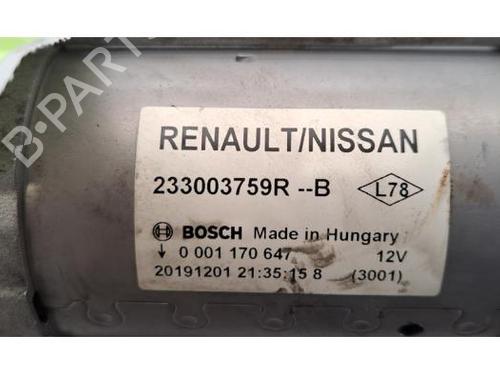 B-PARTS
RENAULT/NISSAN
233003759R --B L78
BOSCH Made in Hungary
↓ 0 001 170 647 12V
20191201 21:35:15 8 (3001)